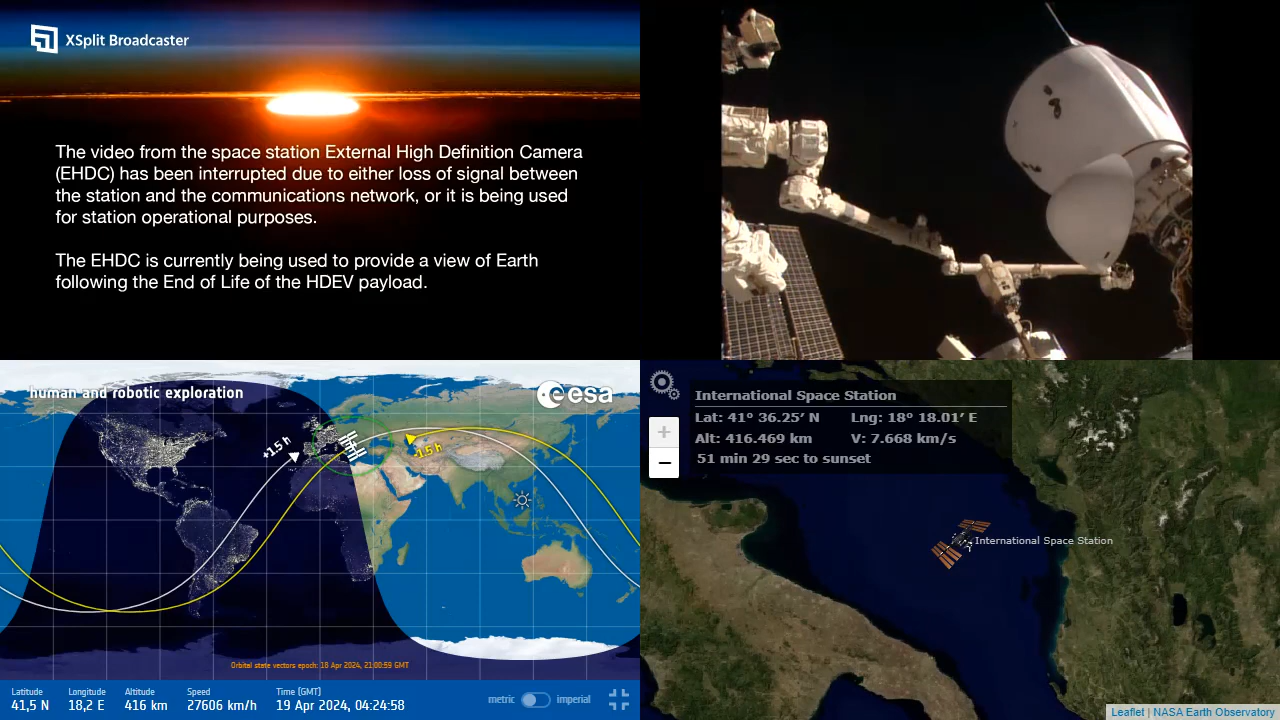 XSplit Broadcaster
The video from the space station External High Definition Camera
(EHDC) has been interrupted due to either loss of signal between
the station and the communications network, or it is being used
for station operational purposes.
The EHDC is currently being used to provide a view of Earth
following the End of Life of the HDEV payload.
human and robotic exploration
esa
+1.5 h
-1.5 h
Orbital state vectors epoch: 18 Apr 2024, 21:00:59 GMT
Latitude Longitude Altitude Speed Time (GMT)
41,5 N 18,2 E 416 km 27606 km/h 19 Apr 2024, 04:24:58
metric imperial
International Space Station
Lat: 41° 36.25′ N Lng: 18° 18.01′ E
Alt: 416.469 km V: 7.668 km/s
51 min 29 sec to sunset
+
−
International Space Station
Leaflet | NASA Earth Observatory